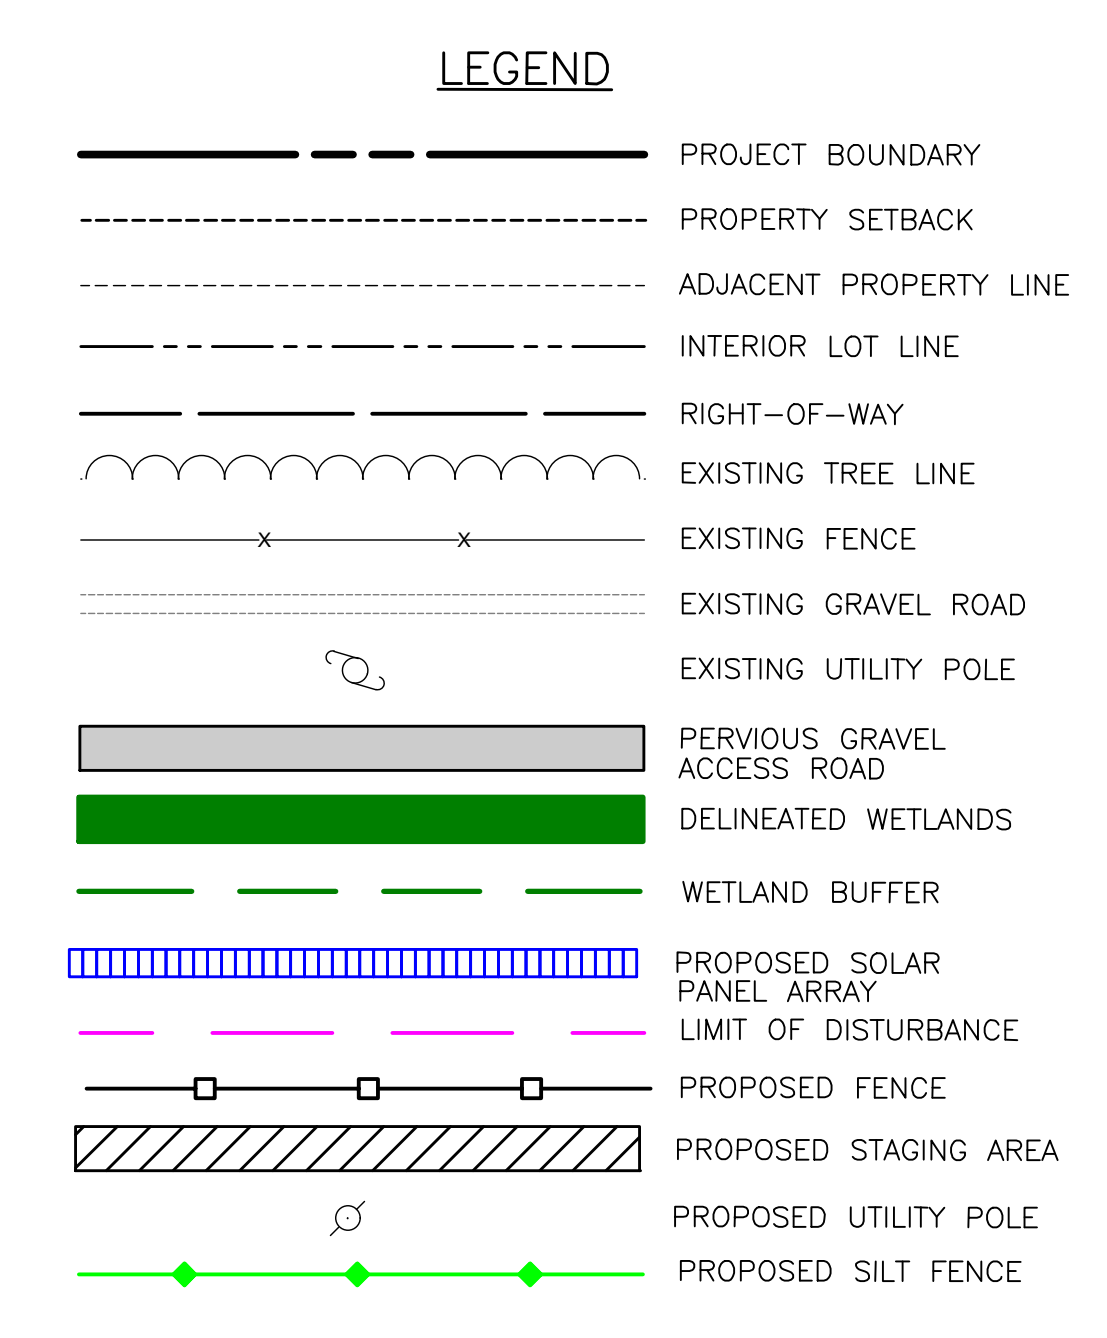 LEGEND
PROJECT BOUNDARY
PROPERTY SETBACK
ADJACENT PROPERTY LINE
INTERIOR LOT LINE
RIGHT-OF-WAY
EXISTING TREE LINE
X X EXISTING FENCE
EXISTING GRAVEL ROAD
EXISTING UTILITY POLE
PERVIOUS GRAVEL
ACCESS ROAD
DELINEATED WETLANDS
WETLAND BUFFER
PROPOSED SOLAR
PANEL ARRAY
LIMIT OF DISTURBANCE
PROPOSED FENCE
PROPOSED STAGING AREA
PROPOSED UTILITY POLE
PROPOSED SILT FENCE